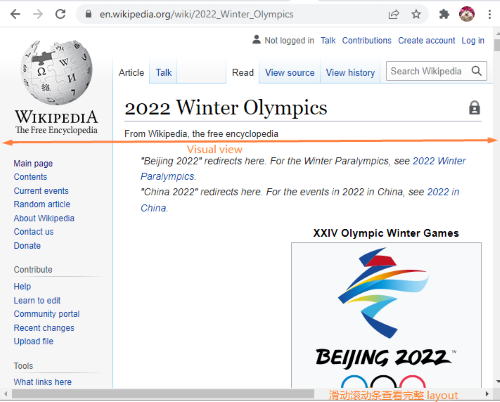 en.wikipedia.org/wiki/2022_Winter_Olympics
Not logged in Talk Contributions Create account Log in
Article Talk Read View source View history Search Wikipedia
WIKIPEDIA
The Free Encyclopedia
2022 Winter Olympics
From Wikipedia, the free encyclopedia
Visual view
"Beijing 2022" redirects here. For the Winter Paralympics, see 2022 Winter
Paralympics.
"China 2022" redirects here. For the events in 2022 in China, see 2022 in
China.
Main page
Contents
Current events
Random article
About Wikipedia
Contact us
Donate
Contribute
Help
Learn to edit
Community portal
Recent changes
Upload file
Tools
What links here
XXIV Olympic Winter Games
BEIJING 2022
滑动滚动条查看完整 layout